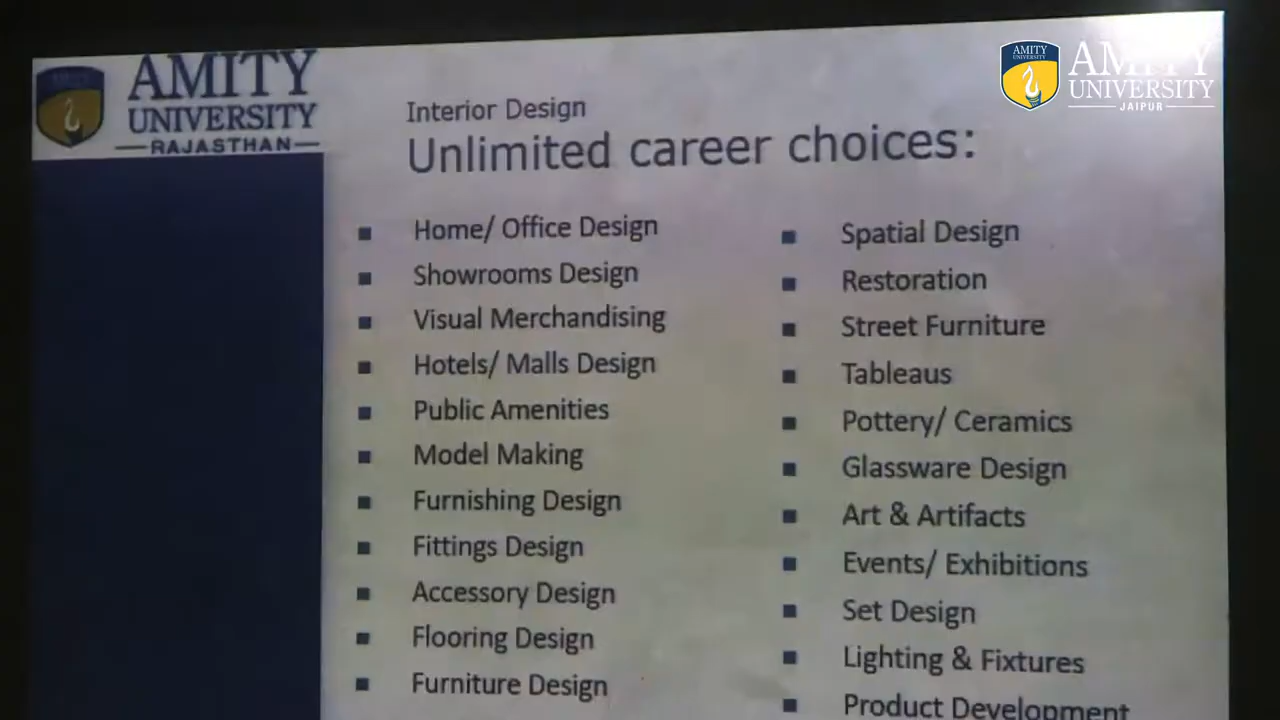 AMITY
UNIVERSITY
RAJASTHAN
AMITY
UNIVERSITY
AMITY
UNIVERSITY
JAIPUR
Interior Design
Unlimited career choices:
Home/ Office Design
Showrooms Design
Visual Merchandising
Hotels/ Malls Design
Public Amenities
Model Making
Furnishing Design
Fittings Design
Accessory Design
Flooring Design
Furniture Design
Spatial Design
Restoration
Street Furniture
Tableaus
Pottery/ Ceramics
Glassware Design
Art & Artifacts
Events/ Exhibitions
Set Design
Lighting & Fixtures
Product Development